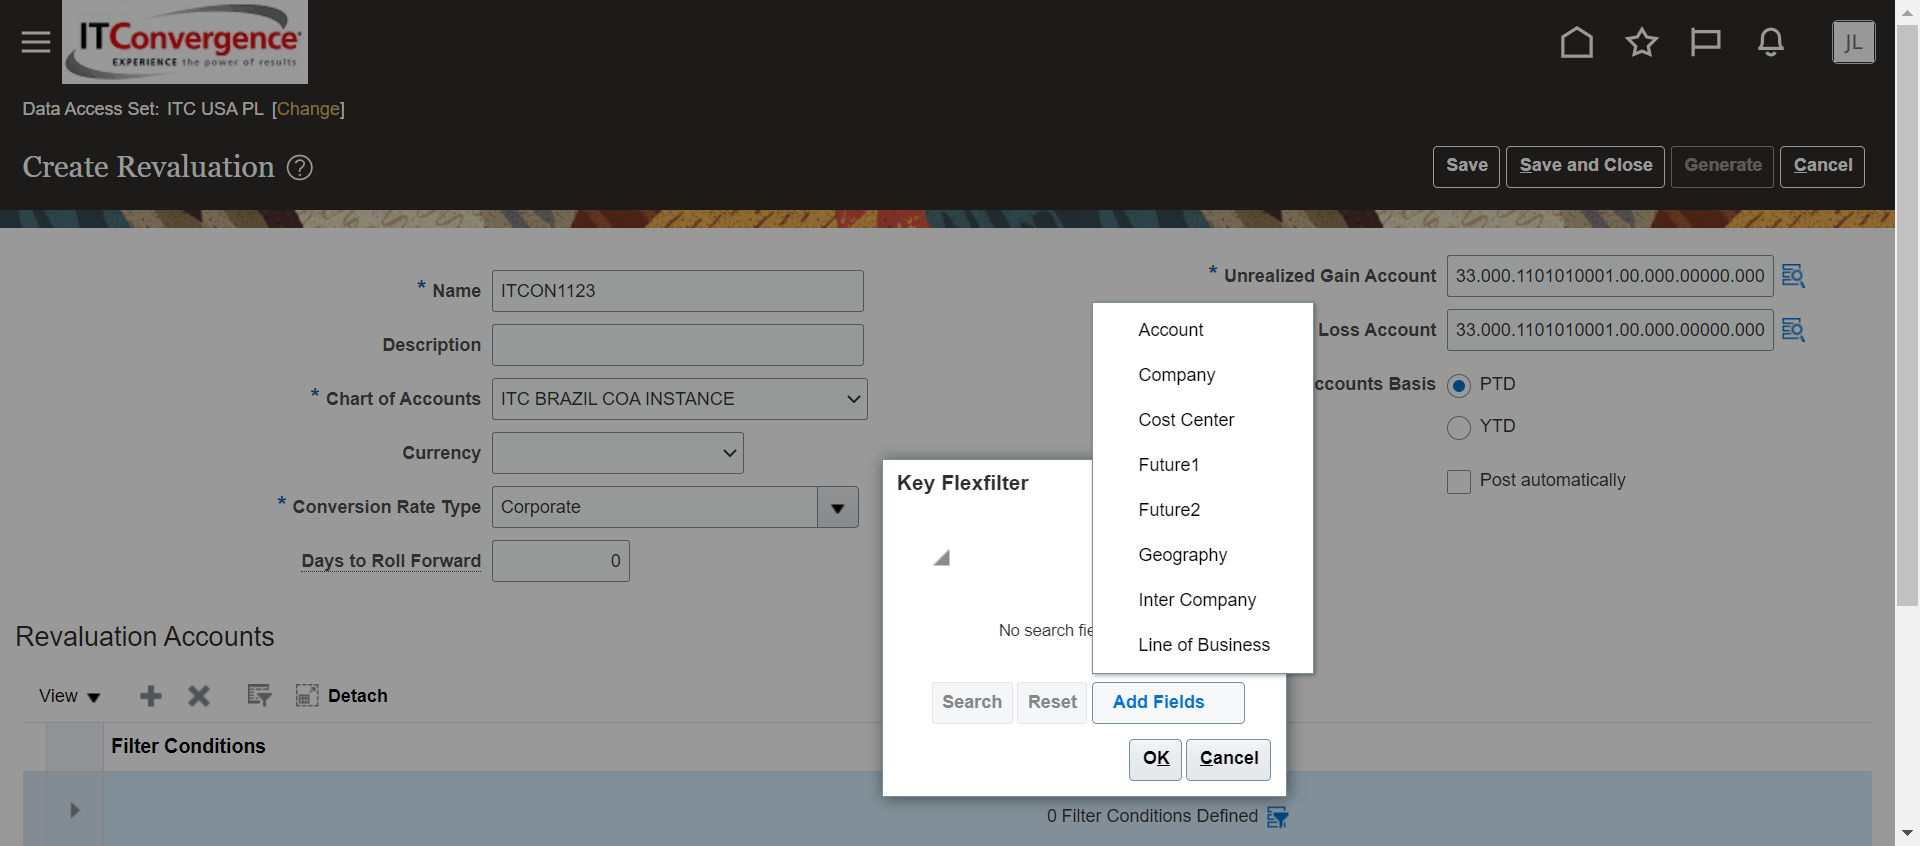 ITConvergence
EXPERIENCE the power of results
JL
Data Access Set: ITC USA PL [Change]
Create Revaluation ?
Save
Save and Close
Generate
Cancel
* Name ITCON1123
Description
* Chart of Accounts ITC BRAZIL COA INSTANCE
Currency
* Conversion Rate Type Corporate
Days to Roll Forward 0
* Unrealized Gain Account 33.000.1101010001.00.000.00000.000
Loss Account 33.000.1101010001.00.000.00000.000
ccounts Basis PTD
YTD
Post automatically
Key Flexfilter
No search fie
Account
Company
Cost Center
Future1
Future2
Geography
Inter Company
Line of Business
Search Reset Add Fields
OK Cancel
Revaluation Accounts
View Detach
Filter Conditions
0 Filter Conditions Defined